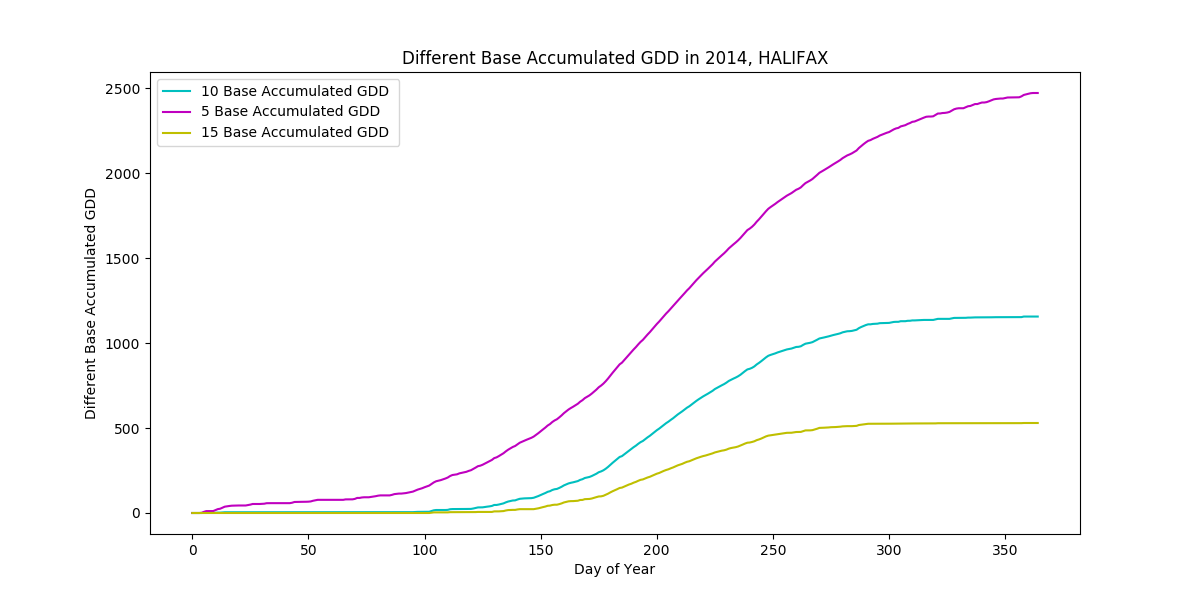 Different Base Accumulated GDD in 2014, HALIFAX
10 Base Accumulated GDD
5 Base Accumulated GDD
15 Base Accumulated GDD
Different Base Accumulated GDD
2500
2000
1500
1000
500
0
0 50 100 150 200 250 300 350
Day of Year